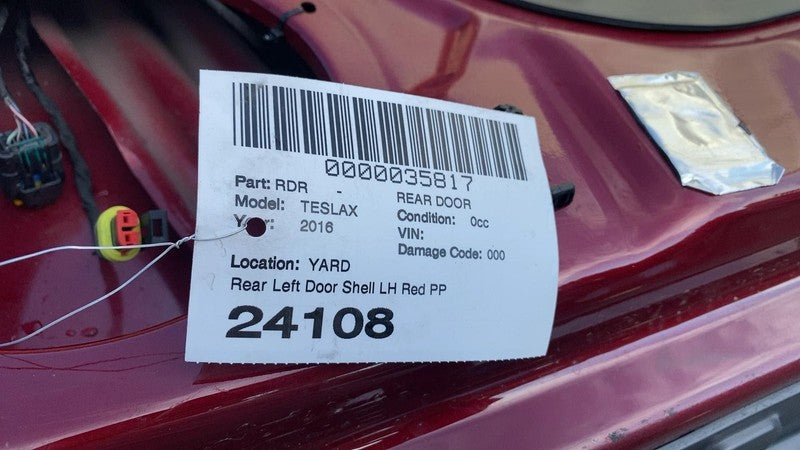 0000035817
Part: RDR - REAR DOOR
Model: TESLAX Condition: 0cc
Year: 2016 VIN:
Damage Code: 000
Location: YARD
Rear Left Door Shell LH Red PP
24108